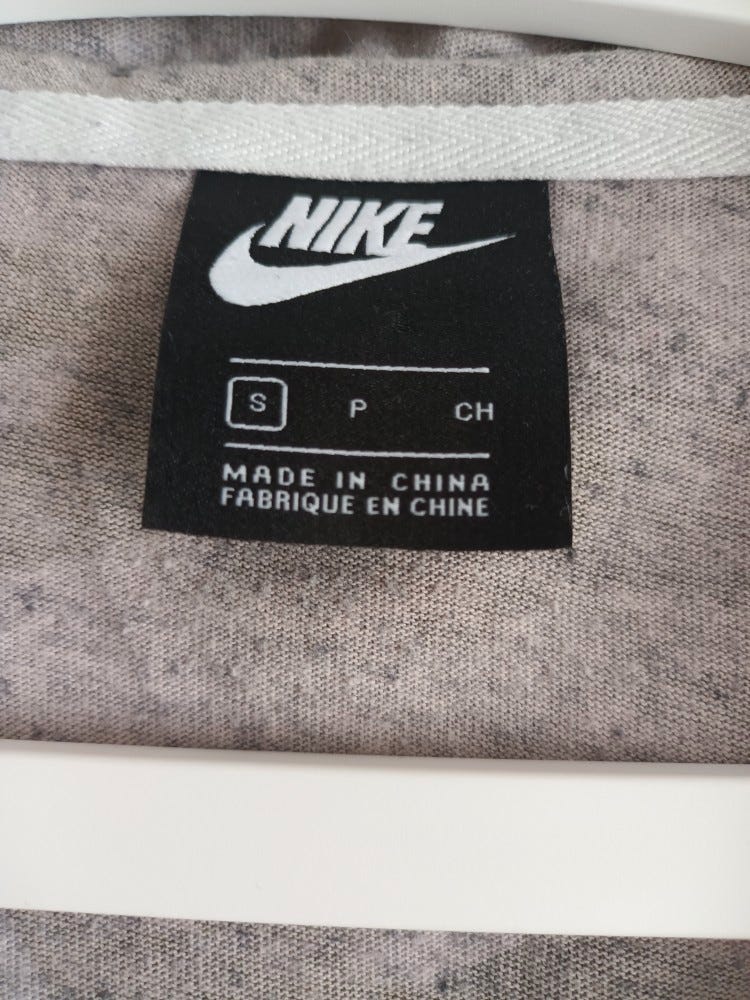 NIKE
S P CH
MADE IN CHINA
FABRIQUE EN CHINE